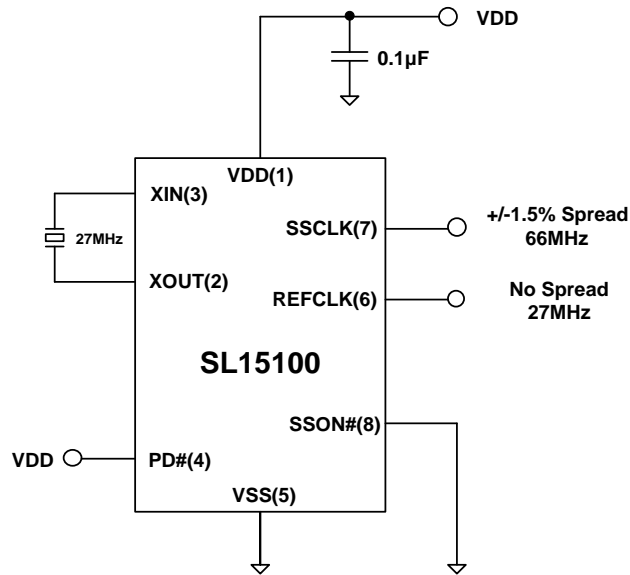 VDD
0.1µF
VDD(1)
XIN(3)
27MHz
XOUT(2)
SSCLK(7)
+/-1.5% Spread
66MHz
REFCLK(6)
No Spread
27MHz
SL15100
SSON#(8)
VDD
PD#(4)
VSS(5)